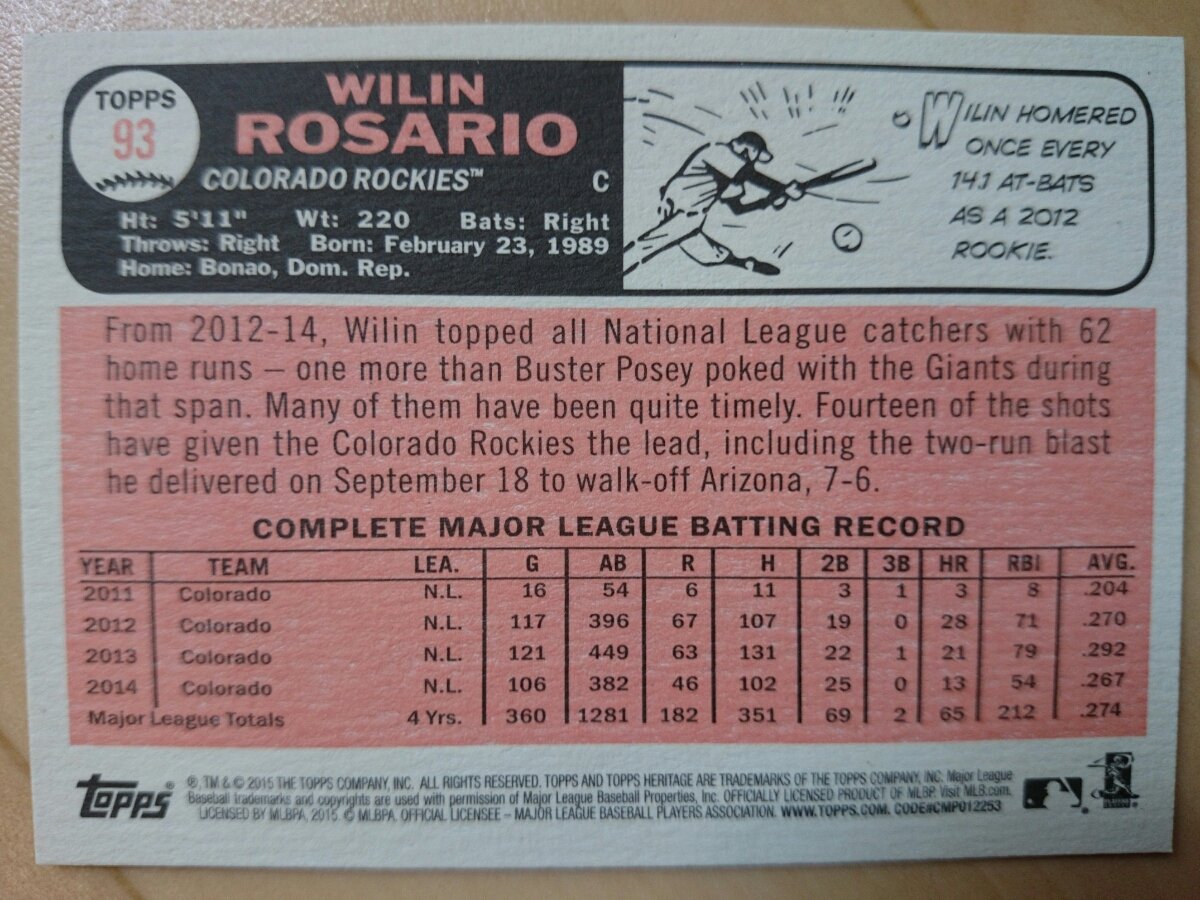 TOPPS
93
WILIN
ROSARIO
COLORADO ROCKIES™ C
Ht: 5'11" Wt: 220 Bats: Right
Throws: Right Born: February 23, 1989
Home: Bonao, Dom. Rep.
WILIN HOMERED
ONCE EVERY
14.1 AT-BATS
AS A 2012
ROOKIE.
From 2012-14, Wilin topped all National League catchers with 62
home runs – one more than Buster Posey poked with the Giants during
that span. Many of them have been quite timely. Fourteen of the shots
have given the Colorado Rockies the lead, including the two-run blast
he delivered on September 18 to walk-off Arizona, 7-6.
COMPLETE MAJOR LEAGUE BATTING RECORD
YEAR TEAM LEA. G AB R H 2B 3B HR RBI AVG.
2011 Colorado N.L. 16 54 6 11 3 1 3 8 .204
2012 Colorado N.L. 117 396 67 107 19 0 28 71 .270
2013 Colorado N.L. 121 449 63 131 22 1 21 79 .292
2014 Colorado N.L. 106 382 46 102 25 0 13 54 .267
Major League Totals 4 Yrs. 360 1281 182 351 69 2 65 212 .274
Topps®
®, TM & © 2015 THE TOPPS COMPANY, INC. ALL RIGHTS RESERVED. TOPPS AND TOPPS HERITAGE ARE TRADEMARKS OF THE TOPPS COMPANY, INC. Major League
Baseball trademarks and copyrights are used with permission of Major League Baseball Properties, Inc. OFFICIALLY LICENSED PRODUCT OF MLBP. Visit MLB.com.
LICENSED BY MLBPA, 2015. © MLBPA, OFFICIAL LICENSEE – MAJOR LEAGUE BASEBALL PLAYERS ASSOCIATION. WWW.TOPPS.COM. CODE#CMP012253